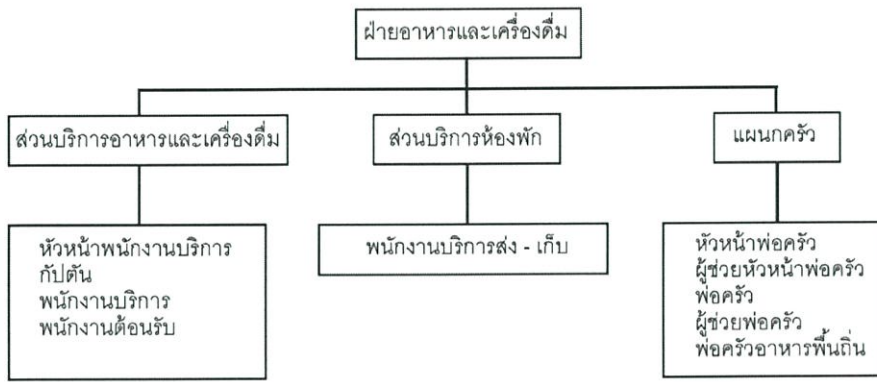 ฝ่ายอาหารและเครื่องดื่ม
ส่วนบริการอาหารและเครื่องดื่ม
ส่วนบริการห้องพัก
แผนกครัว
หัวหน้าพนักงานบริการ
กัปตัน
พนักงานบริการ
พนักงานต้อนรับ
พนักงานบริการส่ง - เก็บ
หัวหน้าพ่อครัว
ผู้ช่วยหัวหน้าพ่อครัว
พ่อครัว
ผู้ช่วยพ่อครัว
พ่อครัวอาหารพื้นถิ่น